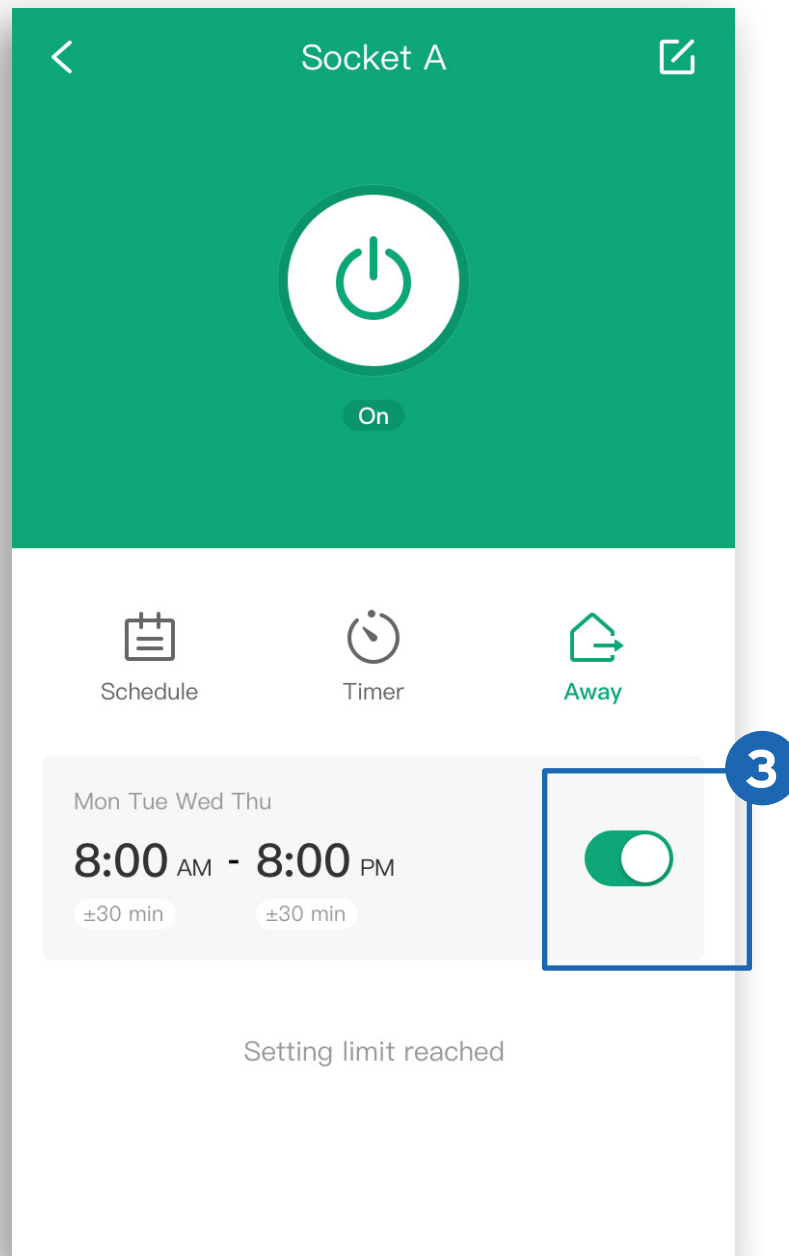 Socket A
On
Schedule Timer Away
3
Mon Tue Wed Thu
8:00 AM - 8:00 PM
±30 min ±30 min
Setting limit reached